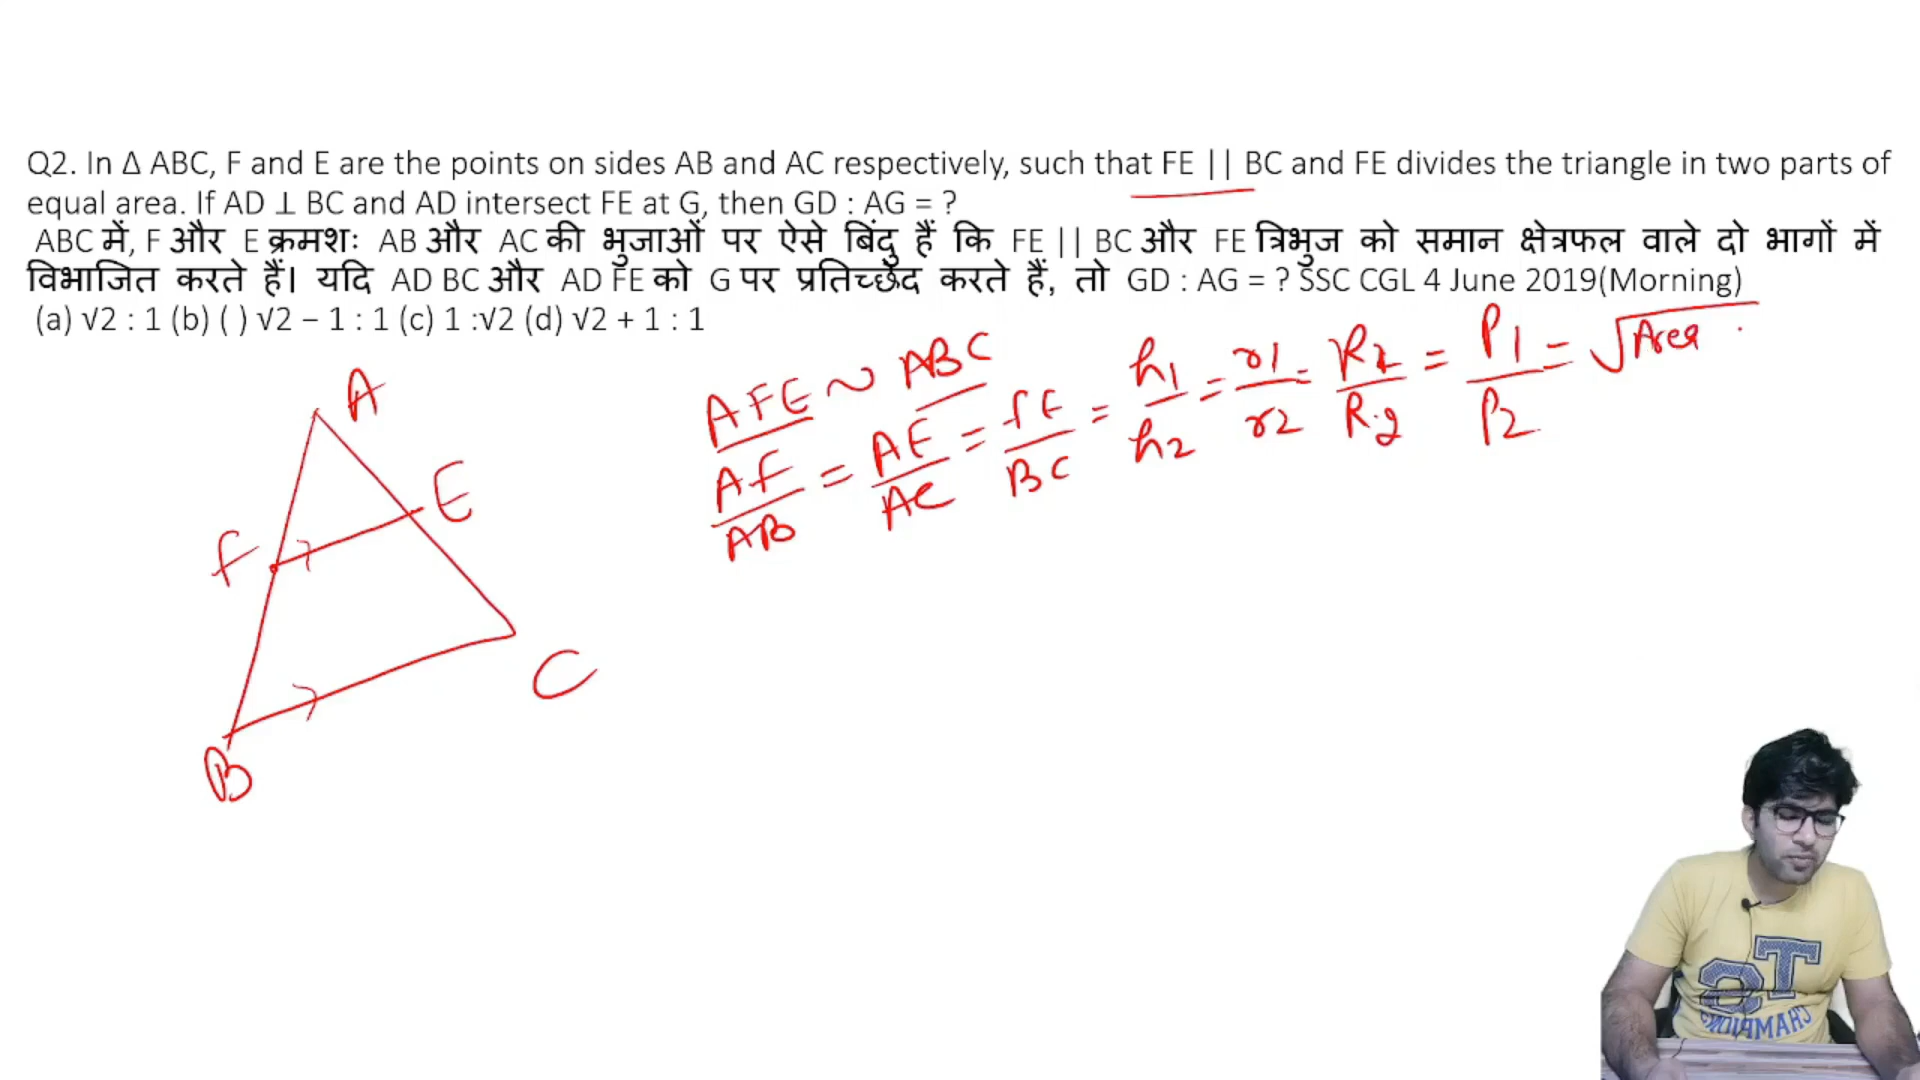 Q2. In Δ ABC, F and E are the points on sides AB and AC respectively, such that FE || BC and FE divides the triangle in two parts of
equal area. If AD ⊥ BC and AD intersect FE at G, then GD : AG = ?
ABC में, F और E क्रमशः AB और AC की भुजाओं पर ऐसे बिंदु हैं कि FE || BC और FE त्रिभुज को समान क्षेत्रफल वाले दो भागों में
विभाजित करते हैं। यदि AD BC और AD FE को G पर प्रतिच्छेद करते हैं, तो GD : AG = ? SSC CGL 4 June 2019(Morning)
(a) √2 : 1 (b) ( ) √2 – 1 : 1 (c) 1 :√2 (d) √2 + 1 : 1
AFE ~ ABC
AF/AB = AE/AC = FE/BC = h1/h2 = r1/r2 = R1/R2 = P1/P2 = √Area
A
E
F
C
B
CHAMPIONS